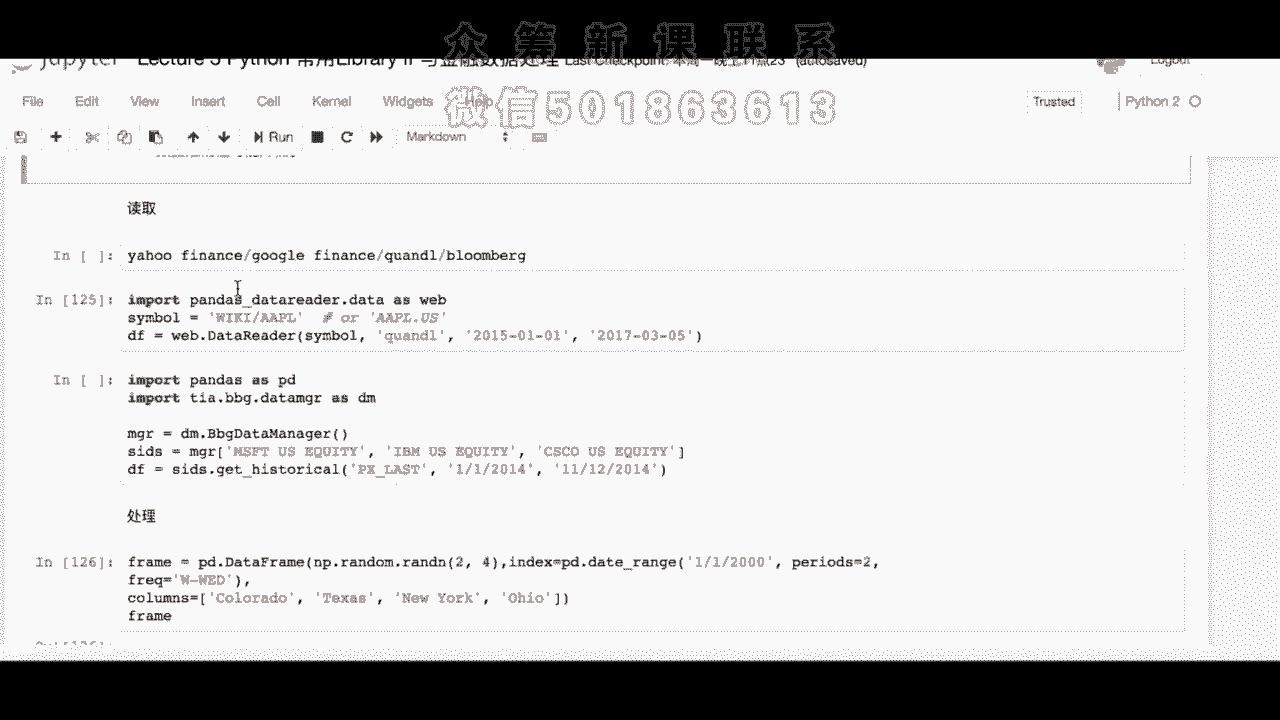 众筹新课联系
jupyter Lecture 3 Python 常用Library II 与金融数据处理 Last Checkpoint: (autosaved)
Logout
微信501863613
File Edit View Insert Cell Kernel Widgets Help
Trusted
Python 2
Run
Markdown
读取
In [ ]: yahoo finance/google finance/quandl/bloomberg
In [125]: import pandas_datareader.data as web
symbol = 'WIKI/AAPL' # or 'AAPL.US'
df = web.DataReader(symbol, 'quandl', '2015-01-01', '2017-03-05')
In [ ]: import pandas as pd
import tia.bbg.datamgr as dm
mgr = dm.BbgDataManager()
sids = mgr['MSFT US EQUITY', 'IBM US EQUITY', 'CSCO US EQUITY']
df = sids.get_historical('PX_LAST', '1/1/2014', '11/12/2014')
处理
In [126]: frame = pd.DataFrame(np.random.randn(2, 4),index=pd.date_range('1/1/2000', periods=2,
freq='W-WED'),
columns=['Colorado', 'Texas', 'New York', 'Ohio'])
frame